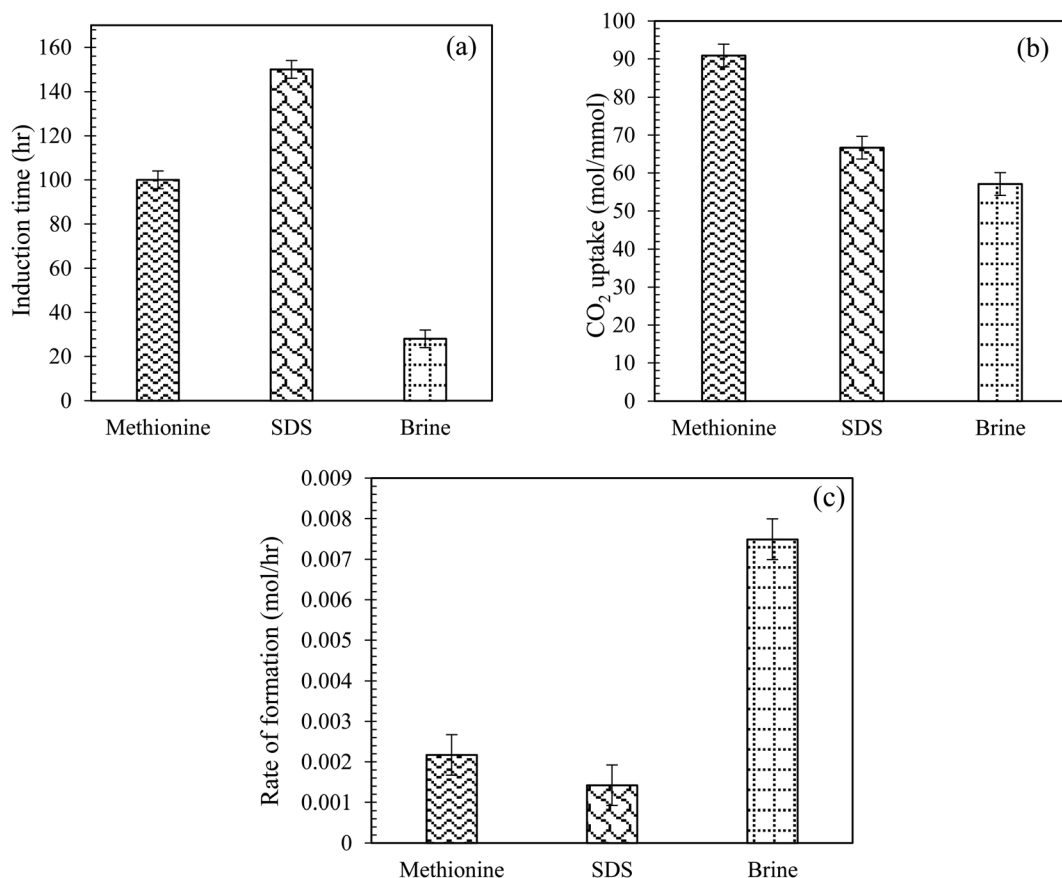 (a)
Induction time (hr)
160
140
120
100
80
60
40
20
0
Methionine
SDS
Brine
(b)
CO₂ uptake (mol/mmol)
100
90
80
70
60
50
40
30
20
10
0
Methionine
SDS
Brine
(c)
Rate of formation (mol/hr)
0.009
0.008
0.007
0.006
0.005
0.004
0.003
0.002
0.001
0
Methionine
SDS
Brine